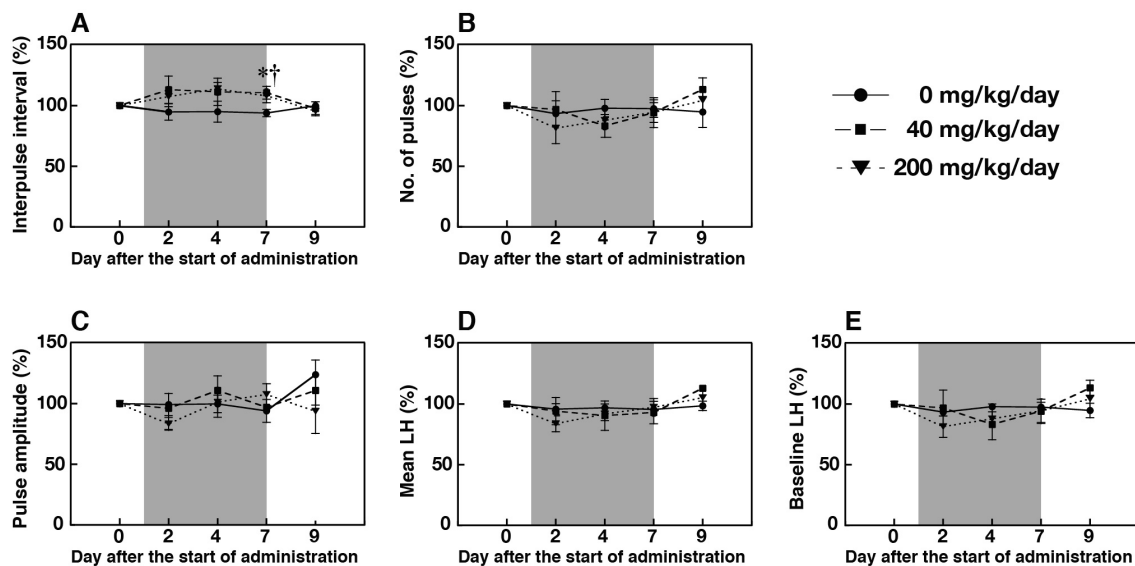 A
Interpulse interval (%)
150
100
50
0
*†
0 2 4 7 9
Day after the start of administration
B
No. of pulses (%)
150
100
50
0
0 2 4 7 9
Day after the start of administration
0 mg/kg/day
40 mg/kg/day
200 mg/kg/day
C
Pulse amplitude (%)
150
100
50
0
0 2 4 7 9
Day after the start of administration
D
Mean LH (%)
150
100
50
0
0 2 4 7 9
Day after the start of administration
E
Baseline LH (%)
150
100
50
0
0 2 4 7 9
Day after the start of administration